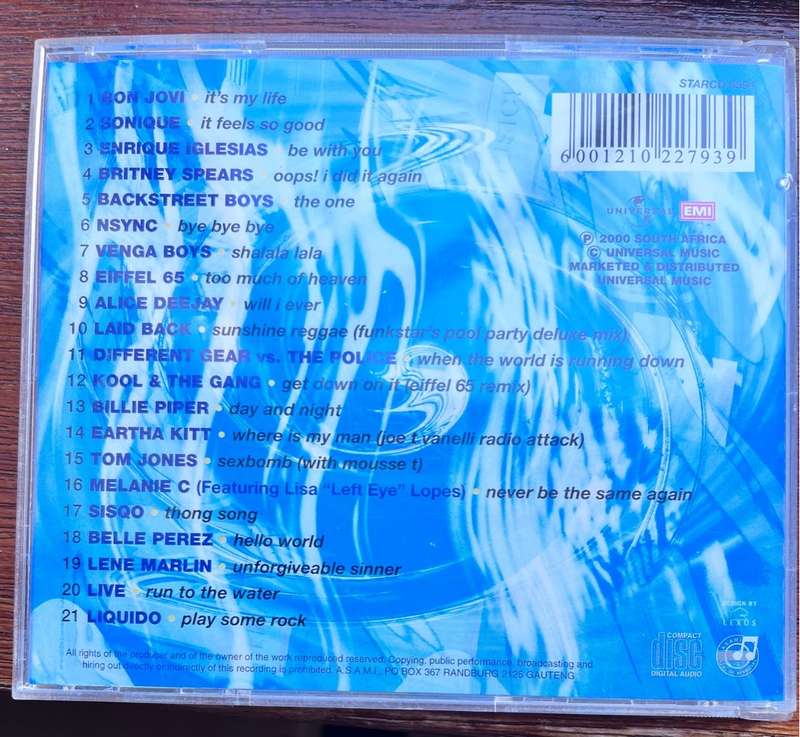 1 BON JOVI • it's my life
2 SONIQUE • it feels so good
3 ENRIQUE IGLESIAS • be with you
4 BRITNEY SPEARS • oops! i did it again
5 BACKSTREET BOYS • the one
6 NSYNC • bye bye bye
7 VENGA BOYS • shalala lala
8 EIFFEL 65 • too much of heaven
9 ALICE DEEJAY • will i ever
10 LAID BACK • sunshine reggae (funkstar's pool party deluxe mix)
11 DIFFERENT GEAR vs. THE POLICE • when the world is running down
12 KOOL & THE GANG • get down on it (eiffel 65 remix)
13 BILLIE PIPER • day and night
14 EARTHA KITT • where is my man (joe t vanelli radio attack)
15 TOM JONES • sexbomb (with mousse t)
16 MELANIE C (Featuring Lisa "Left Eye" Lopes) • never be the same again
17 SISQO • thong song
18 BELLE PEREZ • hello world
19 LENE MARLIN • unforgiveable sinner
20 LIVE • run to the water
21 LIQUIDO • play some rock
STARCD
6 001210 227939
UNIVERSAL EMI
℗ 2000 SOUTH AFRICA
© UNIVERSAL MUSIC
MARKETED & DISTRIBUTED
UNIVERSAL MUSIC
3
DESIGN BY
LEXUS
All rights of the producer and of the owner of the work reproduced reserved. Copying, public performance, broadcasting and
hiring out directly or indirectly of this recording is prohibited. A.S.A.M.I., PO BOX 367 RANDBURG 2125 GAUTENG
COMPACT
disc
DIGITAL AUDIO